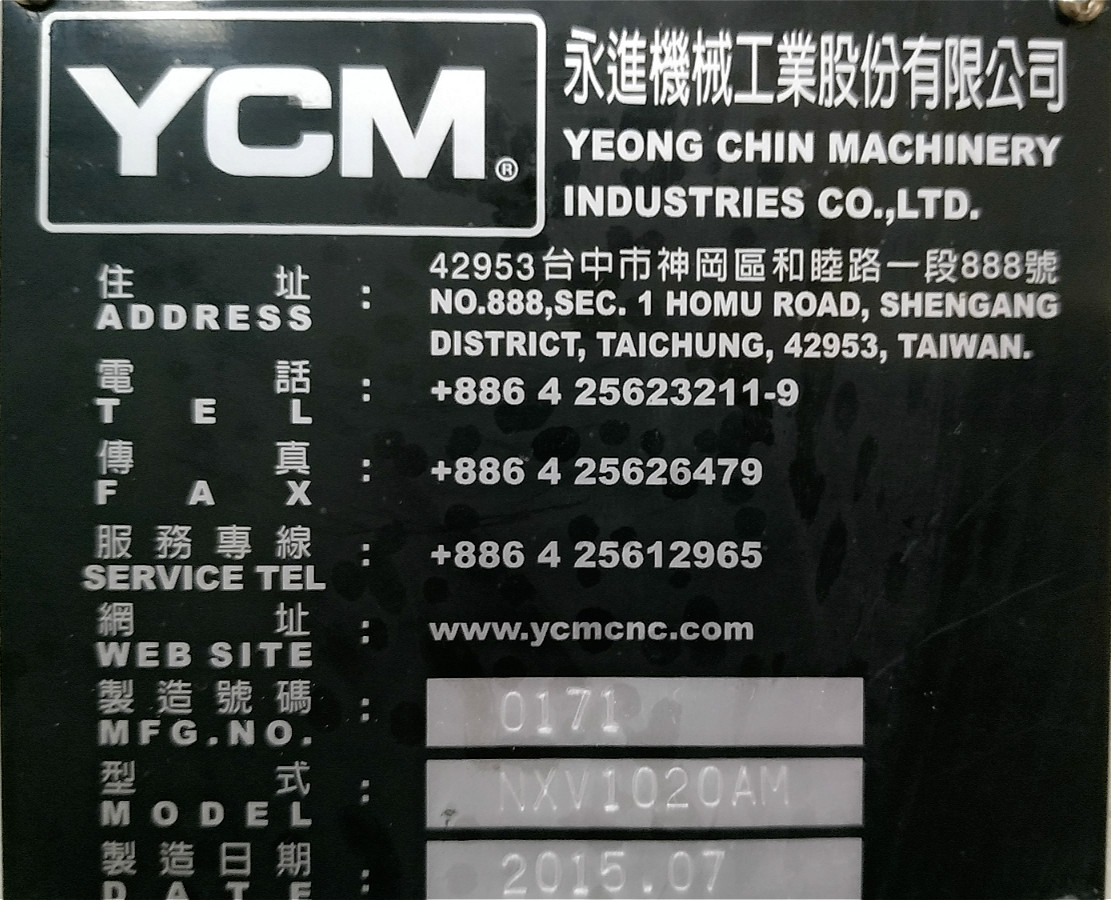 YCM®
永進機械工業股份有限公司
YEONG CHIN MACHINERY
INDUSTRIES CO.,LTD.
住址 : 42953台中市神岡區和睦路一段888號
ADDRESS NO.888,SEC. 1 HOMU ROAD, SHENGANG
DISTRICT, TAICHUNG, 42953, TAIWAN.
電話 : +886 4 25623211-9
TEL
傳真 : +886 4 25626479
FAX
服務專線 : +886 4 25612965
SERVICE TEL
網址 : www.ycmcnc.com
WEB SITE
製造號碼 : 0171
MFG.NO.
型式 : NXV1020AM
MODEL
製造日期 : 2015.07
DATE